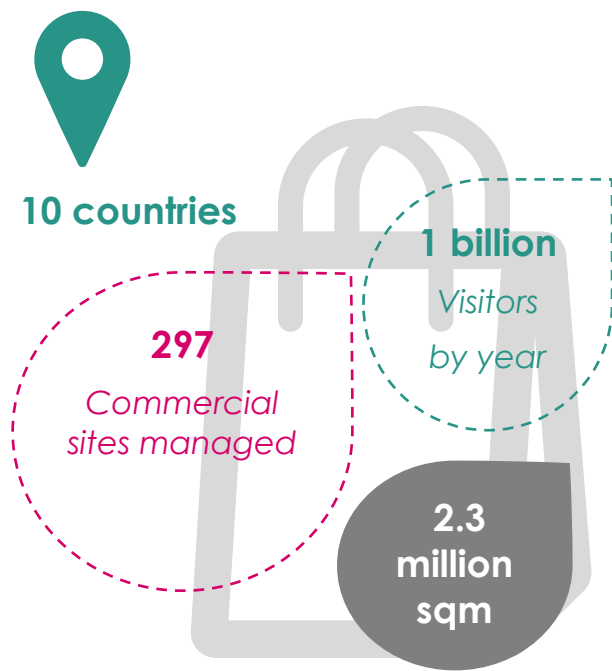 10 countries
1 billion
Visitors
by year
297
Commercial
sites managed
2.3
million
sqm